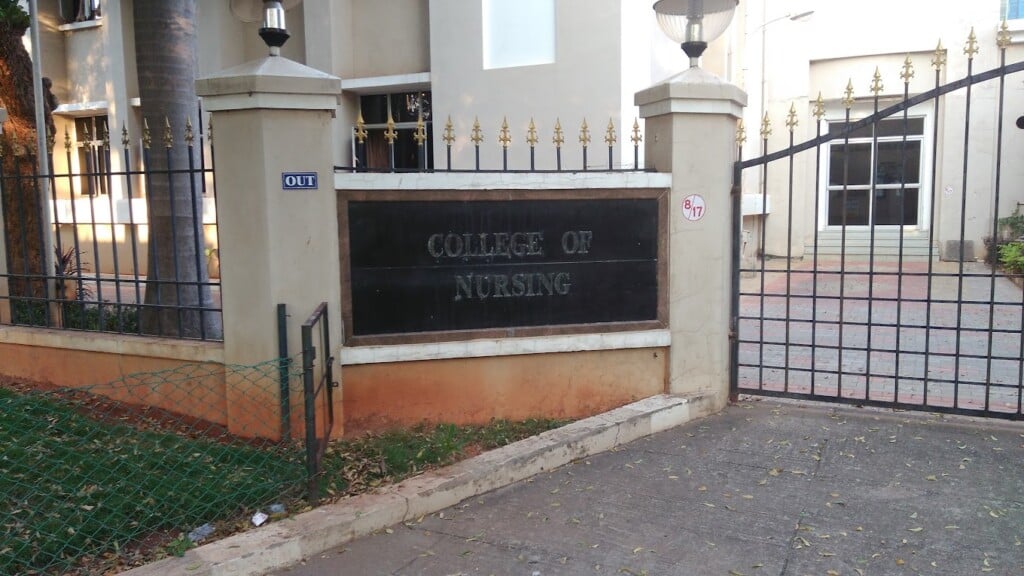 OUT
COLLEGE OF
NURSING
8/17